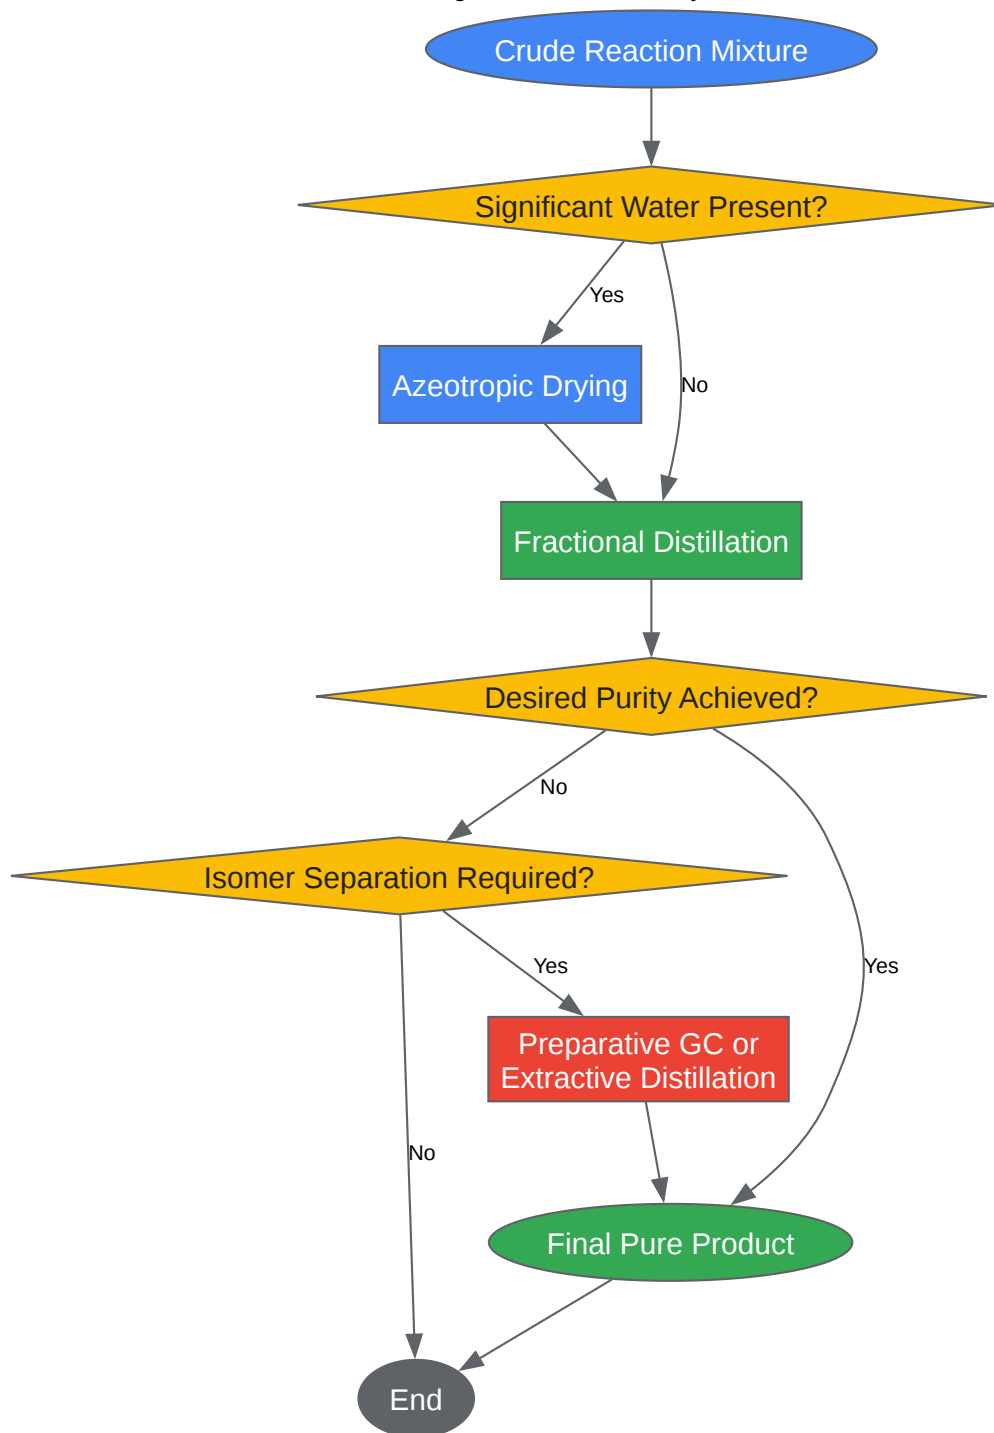 Crude Reaction Mixture
Significant Water Present?
Yes
Azeotropic Drying
No
Fractional Distillation
Desired Purity Achieved?
No
Isomer Separation Required?
Yes
Yes
Preparative GC or
Extractive Distillation
No
Final Pure Product
End